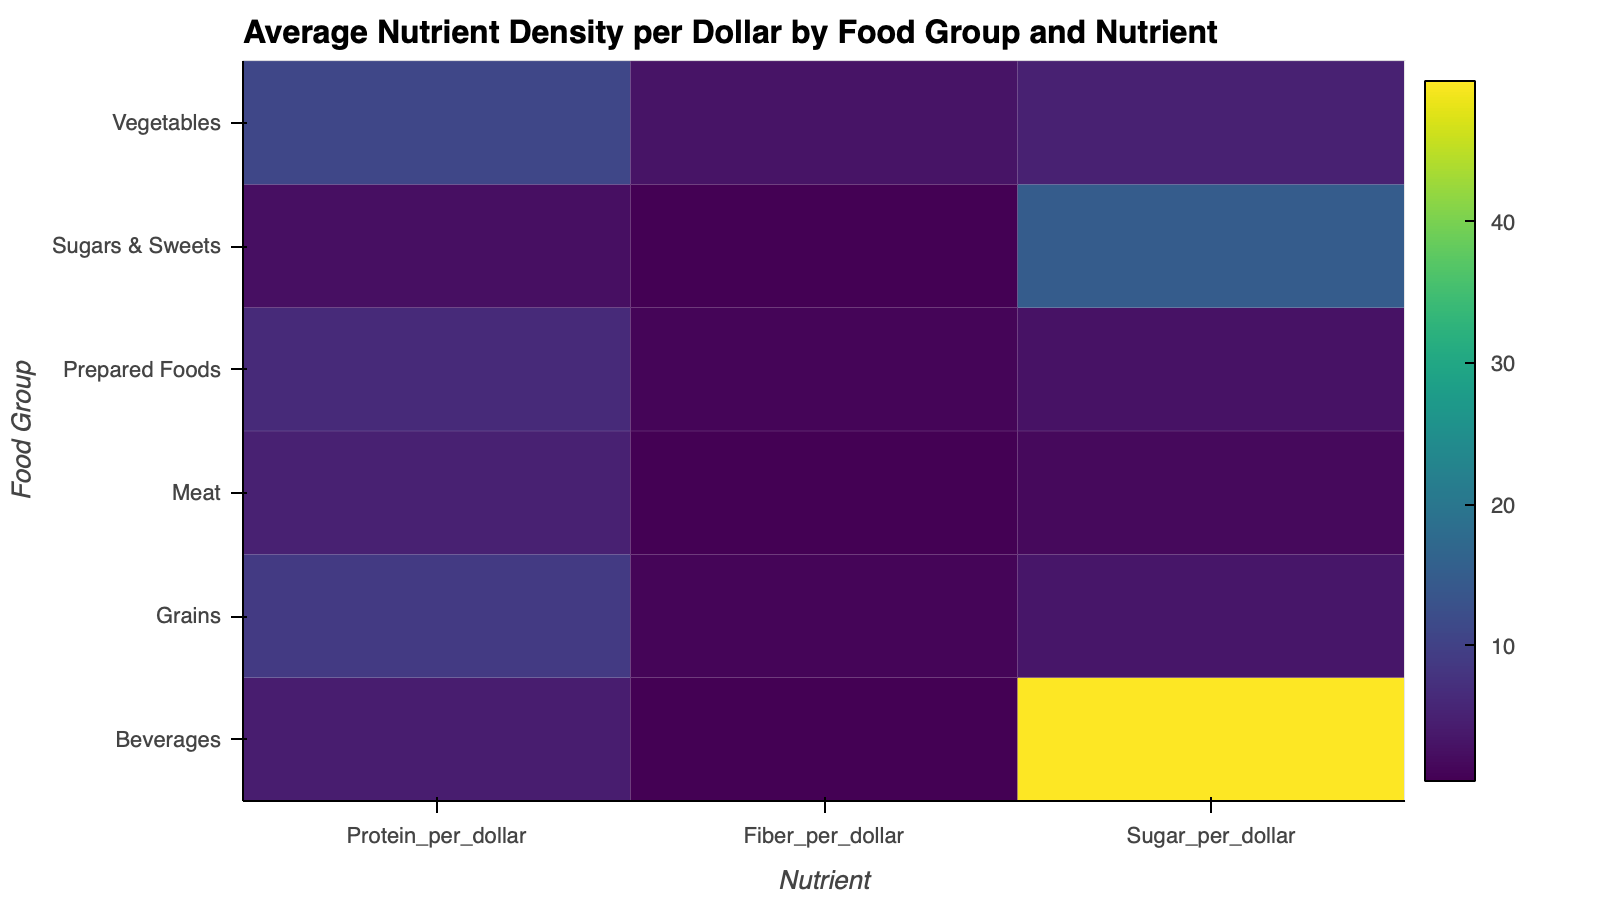 Average Nutrient Density per Dollar by Food Group and Nutrient
Food Group
Vegetables
Sugars & Sweets
Prepared Foods
Meat
Grains
Beverages
Protein_per_dollar
Fiber_per_dollar
Sugar_per_dollar
Nutrient
40
30
20
10